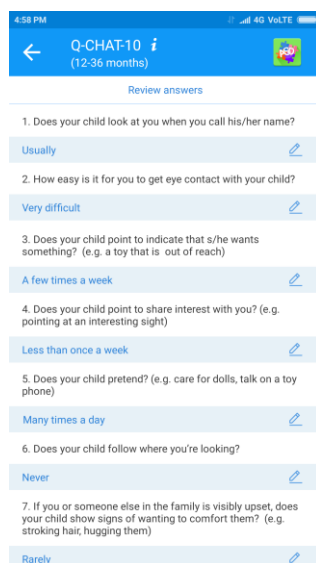 4:58 PM
4G VoLTE
Q-CHAT-10 i
(12-36 months)
Review answers
1. Does your child look at you when you call his/her name?
Usually
2. How easy is it for you to get eye contact with your child?
Very difficult
3. Does your child point to indicate that s/he wants
something? (e.g. a toy that is out of reach)
A few times a week
4. Does your child point to share interest with you? (e.g.
pointing at an interesting sight)
Less than once a week
5. Does your child pretend? (e.g. care for dolls, talk on a toy
phone)
Many times a day
6. Does your child follow where you're looking?
Never
7. If you or someone else in the family is visibly upset, does
your child show signs of wanting to comfort them? (e.g.
stroking hair, hugging them)
Rarely